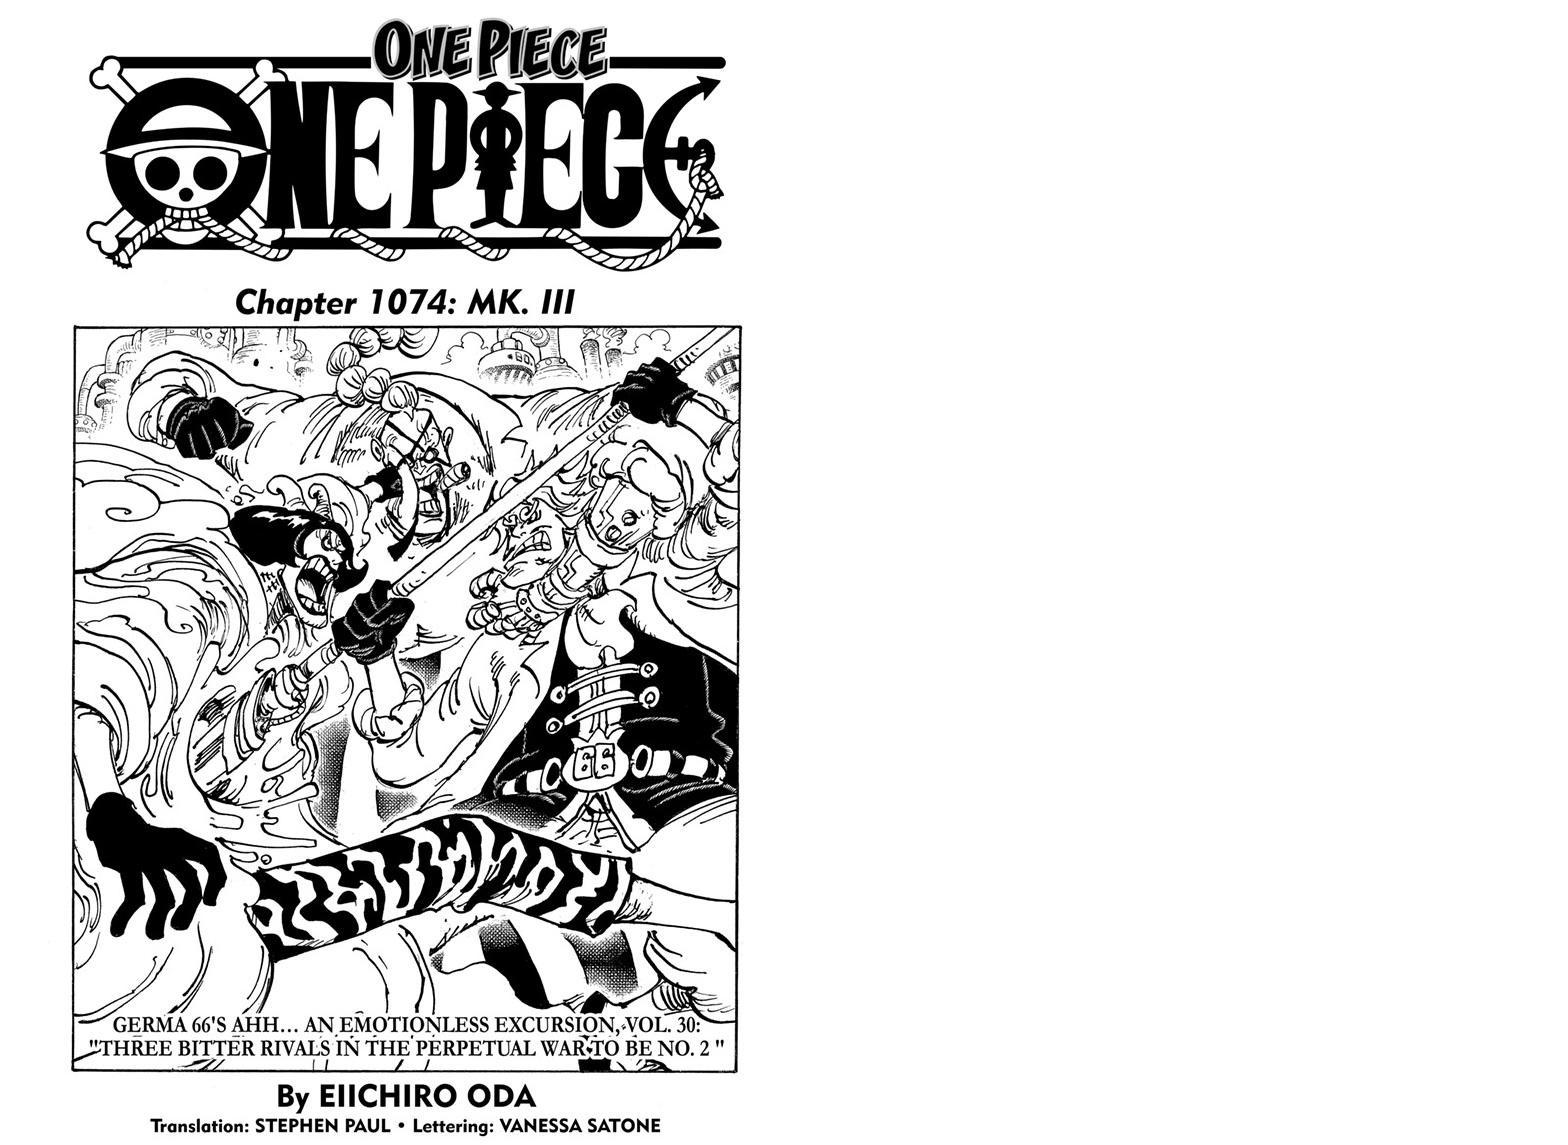 ONE PIECE
ONE PIECE
Chapter 1074: MK. III
66
GERMA 66'S AHH... AN EMOTIONLESS EXCURSION, VOL. 30:
"THREE BITTER RIVALS IN THE PERPETUAL WAR TO BE NO. 2 "
By EIICHIRO ODA
Translation: STEPHEN PAUL • Lettering: VANESSA SATONE